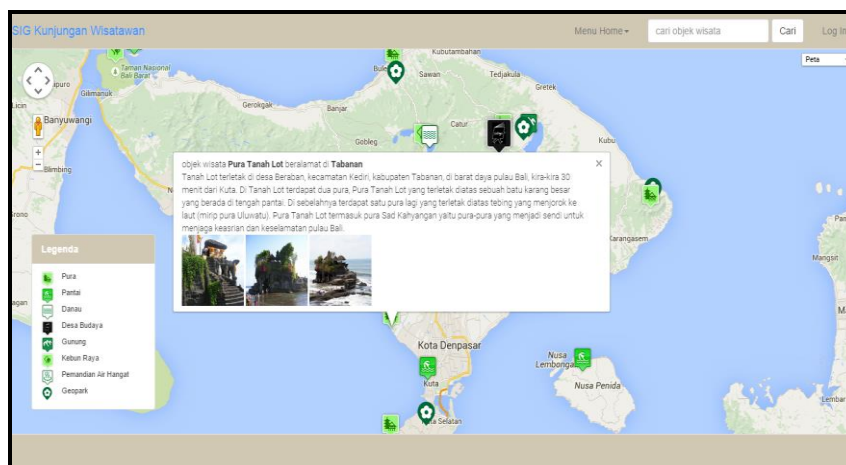 SIG Kunjungan Wisatawan
Menu Home
cari objek wisata
Cari
Log In
Peta
Taman Nasional
Bali Barat
Gilimanuk
Banyuwangi
Gerokgak
Banjar
Kubutambahan
Sawan
Tedjakula
Gretek
Gobleg
Catur
Kubu
objek wisata Pura Tanah Lot beralamat di Tabanan
Tanah Lot terletak di desa Beraban, kecamatan Kediri, kabupaten Tabanan, di barat daya pulau Bali, kira-kira 30
menit dari Kuta. Di Tanah Lot terdapat dua pura, Pura Tanah Lot yang terletak diatas sebuah batu karang besar
yang berada di tengah pantai. Di sebelahnya terdapat satu pura lagi yang terletak diatas tebing yang menjorok ke
laut (mirip pura Uluwatu). Pura Tanah Lot termasuk pura Sad Kahyangan yaitu pura-pura yang menjadi sendi untuk
menjaga keasrian dan keselamatan pulau Bali.
Karangasem
Mangsit
Legenda
Pura
Pantai
Danau
Desa Budaya
Gunung
Kebun Raya
Pemandian Air Hangat
Geopark
Kota Denpasar
Kuta
Nusa
Nusa Penida
Selatan